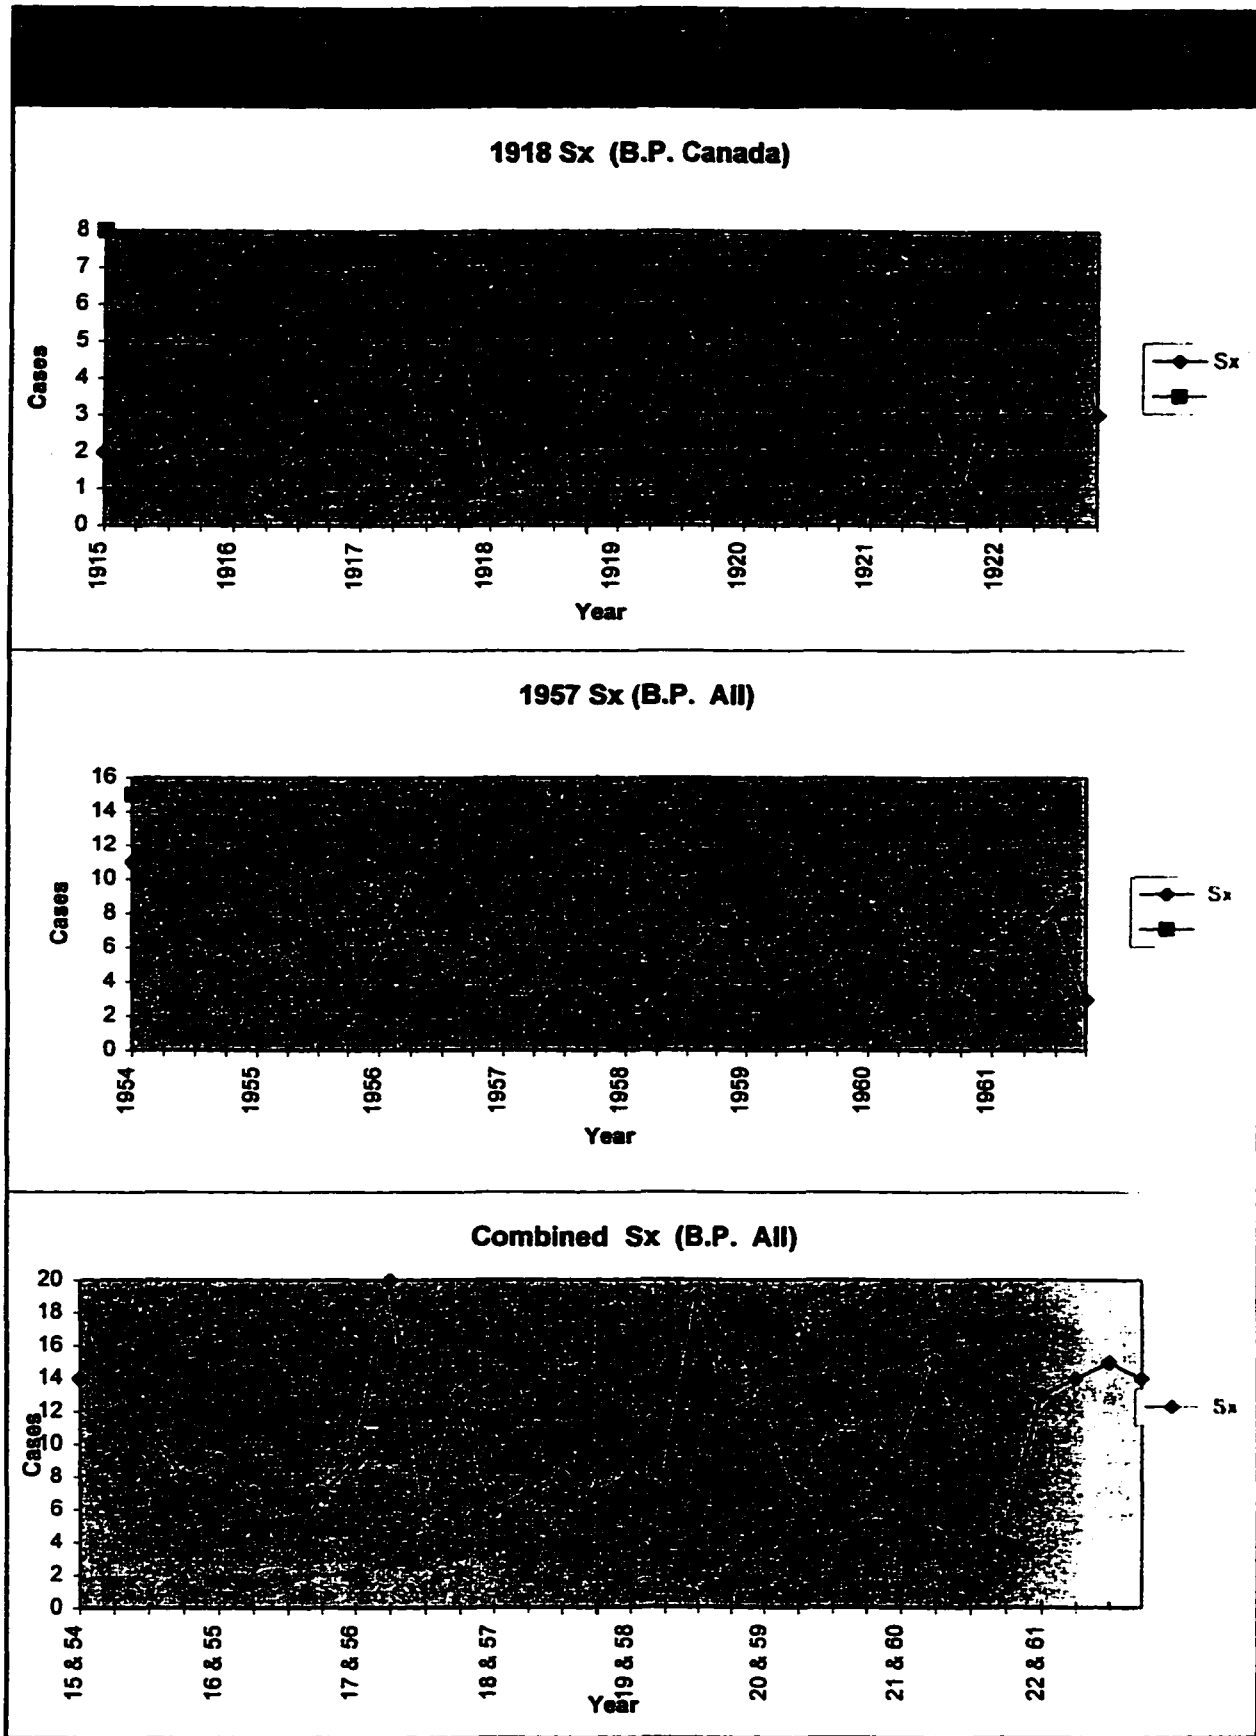 1918 Sx (B.P. Canada)
8
7
6
5
4
3
2
1
0
Cases
1915
1916
1917
1918
1919
1920
1921
1922
Year
Sx
1957 Sx (B.P. All)
16
14
12
10
8
6
4
2
0
Cases
1954
1955
1956
1957
1958
1959
1960
1961
Year
Sx
Combined Sx (B.P. All)
20
18
16
14
12
10
8
6
4
2
0
Cases
15 & 54
16 & 55
17 & 56
18 & 57
19 & 58
20 & 59
21 & 60
22 & 61
Year
Sx